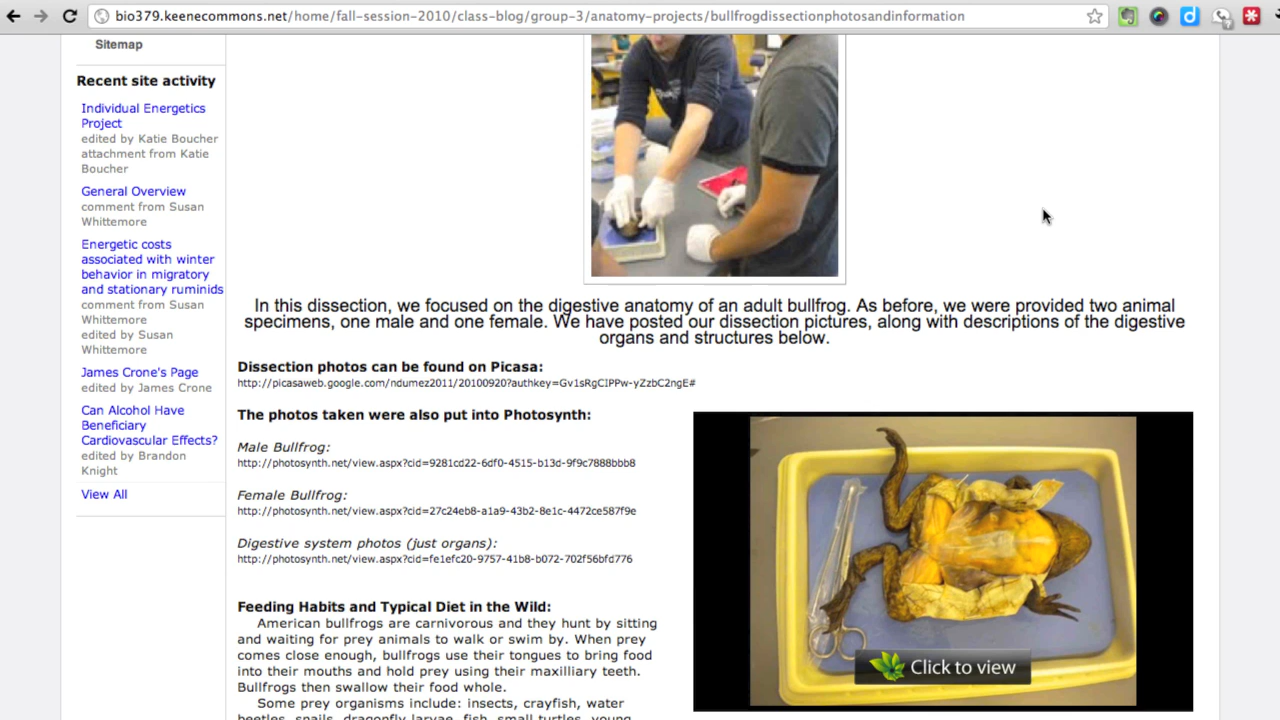 bio379.keenecommons.net/home/fall-session-2010/class-blog/group-3/anatomy-projects/bullfrogdissectionphotosandinformation
Sitemap
Recent site activity
Individual Energetics
Project
edited by Katie Boucher
attachment from Katie
Boucher
General Overview
comment from Susan
Whittemore
Energetic costs
associated with winter
behavior in migratory
and stationary ruminids
comment from Susan
Whittemore
edited by Susan
Whittemore
James Crone's Page
edited by James Crone
Can Alcohol Have
Beneficiary
Cardiovascular Effects?
edited by Brandon
Knight
View All
In this dissection, we focused on the digestive anatomy of an adult bullfrog. As before, we were provided two animal
specimens, one male and one female. We have posted our dissection pictures, along with descriptions of the digestive
organs and structures below.
Dissection photos can be found on Picasa:
http://picasaweb.google.com/ndumez2011/20100920?authkey=Gv1sRgCIPPw-yZzbC2ngE#
The photos taken were also put into Photosynth:
Male Bullfrog:
http://photosynth.net/view.aspx?cid=9281cd22-6df0-4515-b13d-9f9c7888bbb8
Female Bullfrog:
http://photosynth.net/view.aspx?cid=27c24eb8-a1a9-43b2-8e1c-4472ce587f9e
Digestive system photos (just organs):
http://photosynth.net/view.aspx?cid=fe1efc20-9757-41b8-b072-702f56bfd776
Feeding Habits and Typical Diet in the Wild:
American bullfrogs are carnivorous and they hunt by sitting
and waiting for prey animals to walk or swim by. When prey
comes close enough, bullfrogs use their tongues to bring food
into their mouths and hold prey using their maxilliary teeth.
Bullfrogs then swallow their food whole.
Some prey organisms include: insects, crayfish, water
beetles, snails, dragonfly larvae, fish, small turtles, young
Click to view